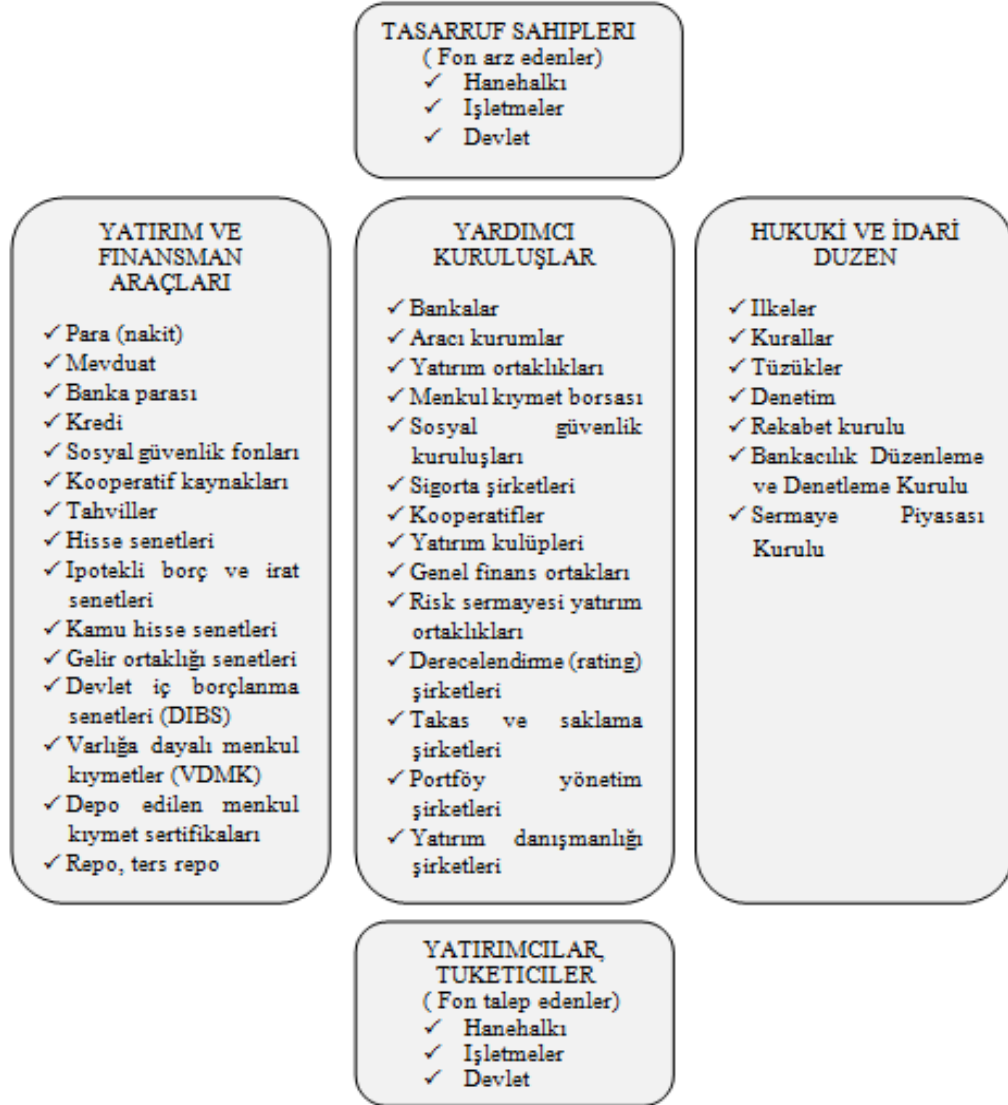 TASARRUF SAHIPLERI
( Fon arz edenler)
✓ Hanehalkı
✓ Işletmeler
✓ Devlet
YATIRIM VE
FINANSMAN
ARAÇLARI
✓ Para (nakit)
✓ Mevduat
✓ Banka parası
✓ Kredi
✓ Sosyal güvenlik fonları
✓ Kooperatif kaynakları
✓ Tahviller
✓ Hisse senetleri
✓ Ipotekli borç ve irat
senetleri
✓ Kamu hisse senetleri
✓ Gelir ortaklığı senetleri
✓ Devlet iç borçlanma
senetleri (DIBS)
✓ Varlığa dayalı menkul
kıymetler (VDMK)
✓ Depo edilen menkul
kıymet sertifikaları
✓ Repo, ters repo
YARDIMCI
KURULUŞLAR
✓ Bankalar
✓ Aracı kurumlar
✓ Yatırım ortaklıkları
✓ Menkul kıymet borsası
✓ Sosyal güvenlik
kuruluşları
✓ Sigorta şirketleri
✓ Kooperatifler
✓ Yatırım kulüpleri
✓ Genel finans ortakları
✓ Risk sermayesi yatırım
ortaklıkları
✓ Derecelendirme (rating)
şirketleri
✓ Takas ve saklama
şirketleri
✓ Portföy yönetim
şirketleri
✓ Yatırım danışmanlığı
şirketleri
HUKUKİ VE İDARİ
DUZEN
✓ Ilkeler
✓ Kurallar
✓ Tüzükler
✓ Denetim
✓ Rekabet kurulu
✓ Bankacılık Düzenleme
ve Denetleme Kurulu
✓ Sermaye Piyasası
Kurulu
YATIRIMCILAR,
TUKETICILER
( Fon talep edenler)
✓ Hanehalkı
✓ Işletmeler
✓ Devlet